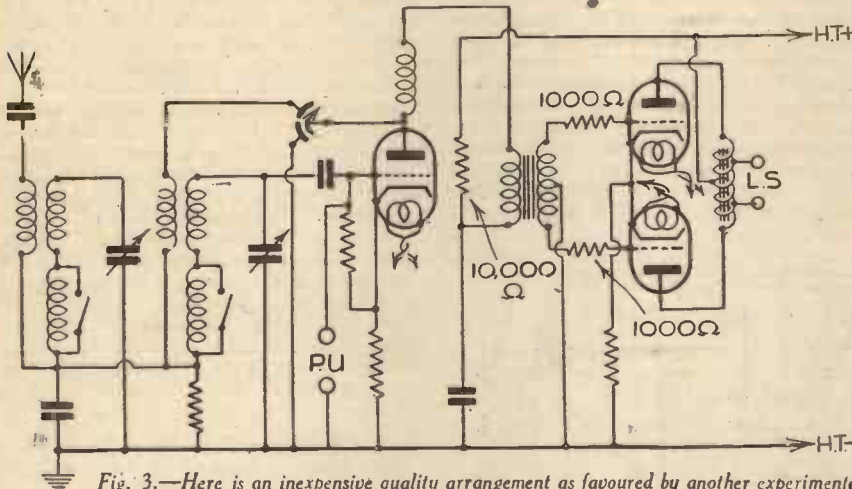 H.T.+
1000Ω
L.S
10,000
Ω
1000Ω
P.U
H.T.-
Fig. 3.—Here is an inexpensive quality arrangement as favoured by another experimenter